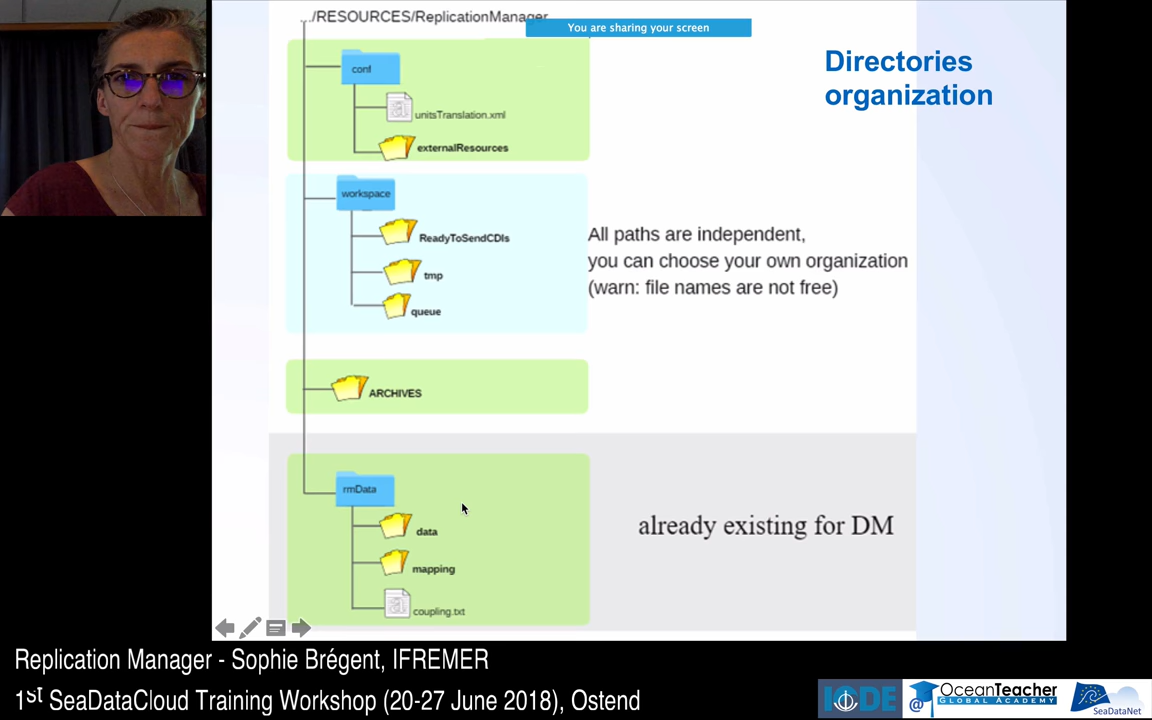 .../RESOURCES/ReplicationManager
You are sharing your screen
Directories
organization
conf
unitsTranslation.xml
externalResources
workspace
ReadyToSendCDIs
tmp
queue
All paths are independent,
you can choose your own organization
(warn: file names are not free)
ARCHIVES
rmData
data
mapping
coupling.txt
already existing for DM
Replication Manager - Sophie Brégent, IFREMER
1st SeaDataCloud Training Workshop (20-27 June 2018), Ostend
IODE
@ OceanTeacher
GLOBAL ACADEMY
SeaDataNet